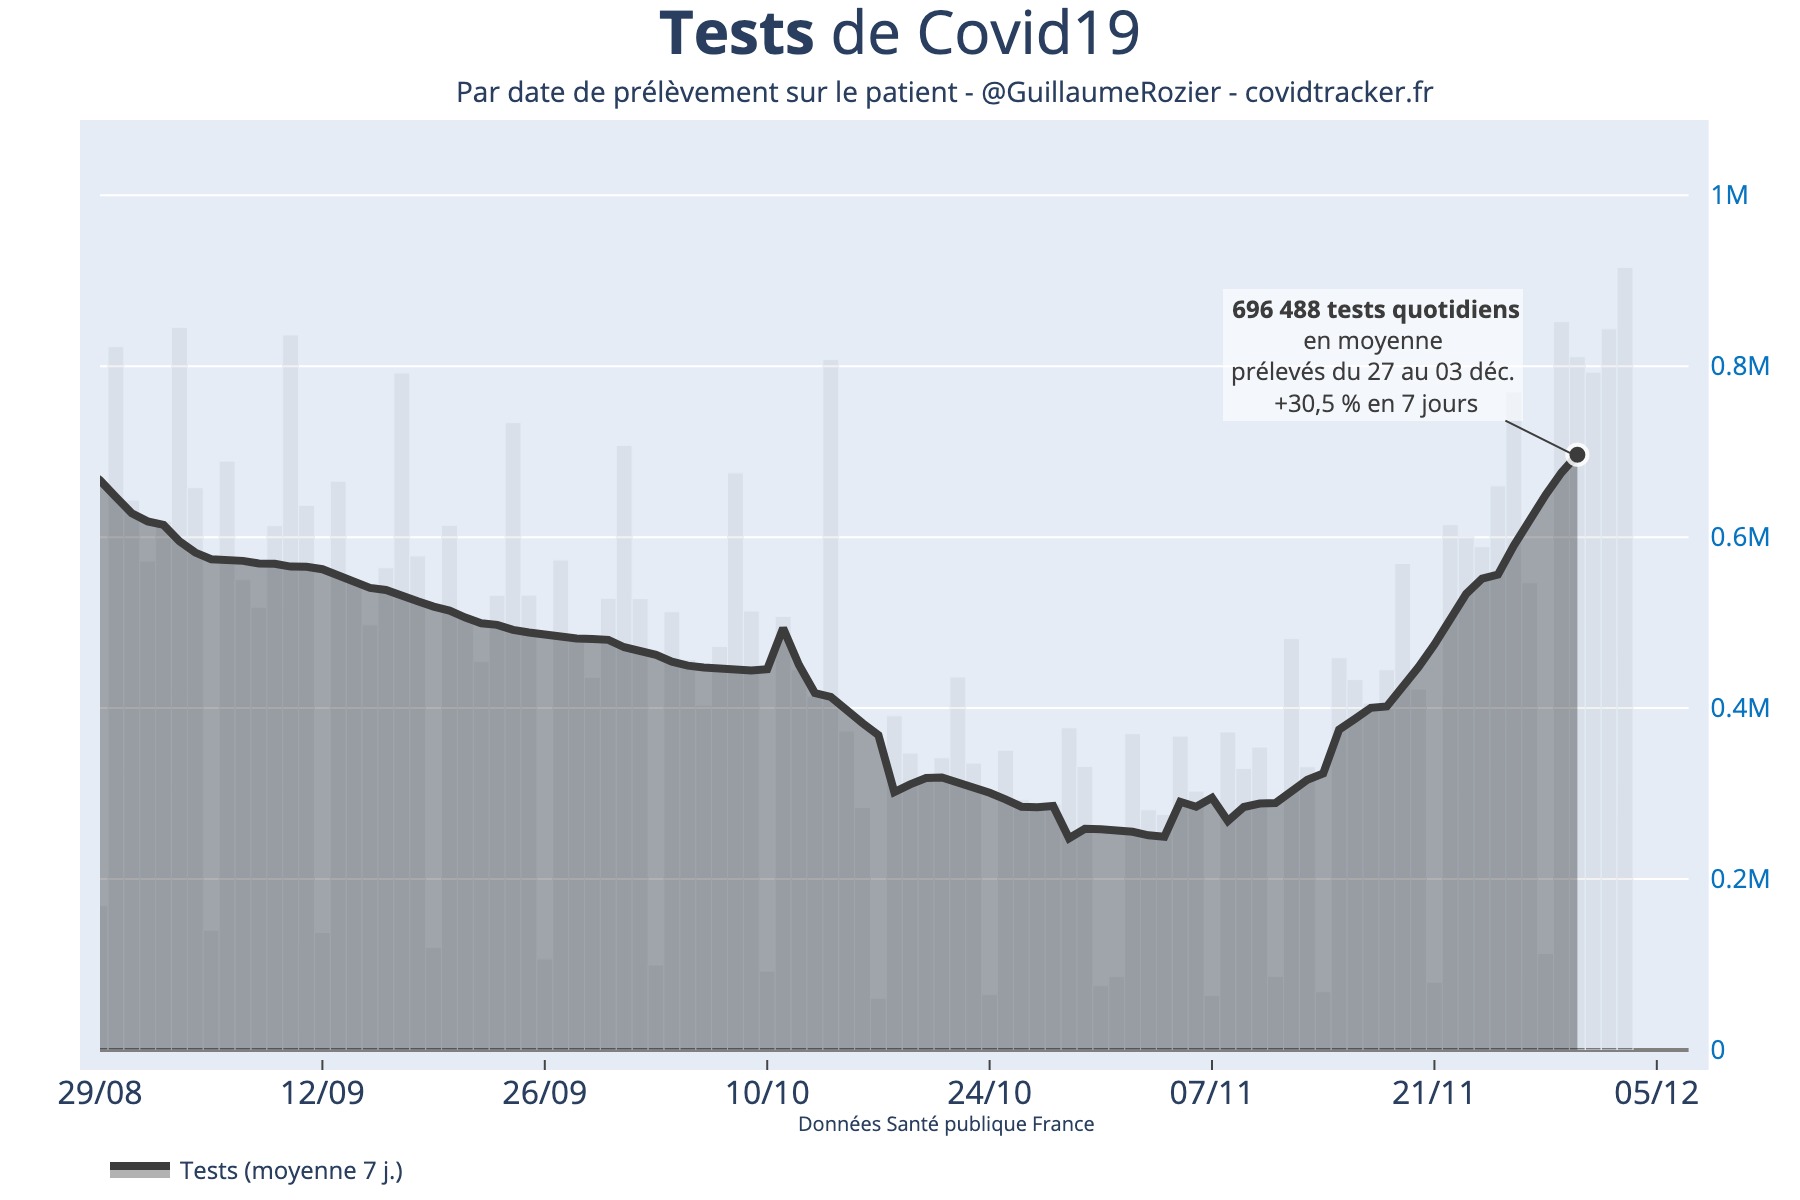 Tests de Covid19
Par date de prélèvement sur le patient - @GuillaumeRozier - covidtracker.fr
1M
696 488 tests quotidiens
en moyenne
prélevés du 27 au 03 déc.
+30,5 % en 7 jours
0.8M
0.6M
0.4M
0.2M
0
29/08 12/09 26/09 10/10 24/10 07/11 21/11 05/12
Données Santé publique France
Tests (moyenne 7 j.)